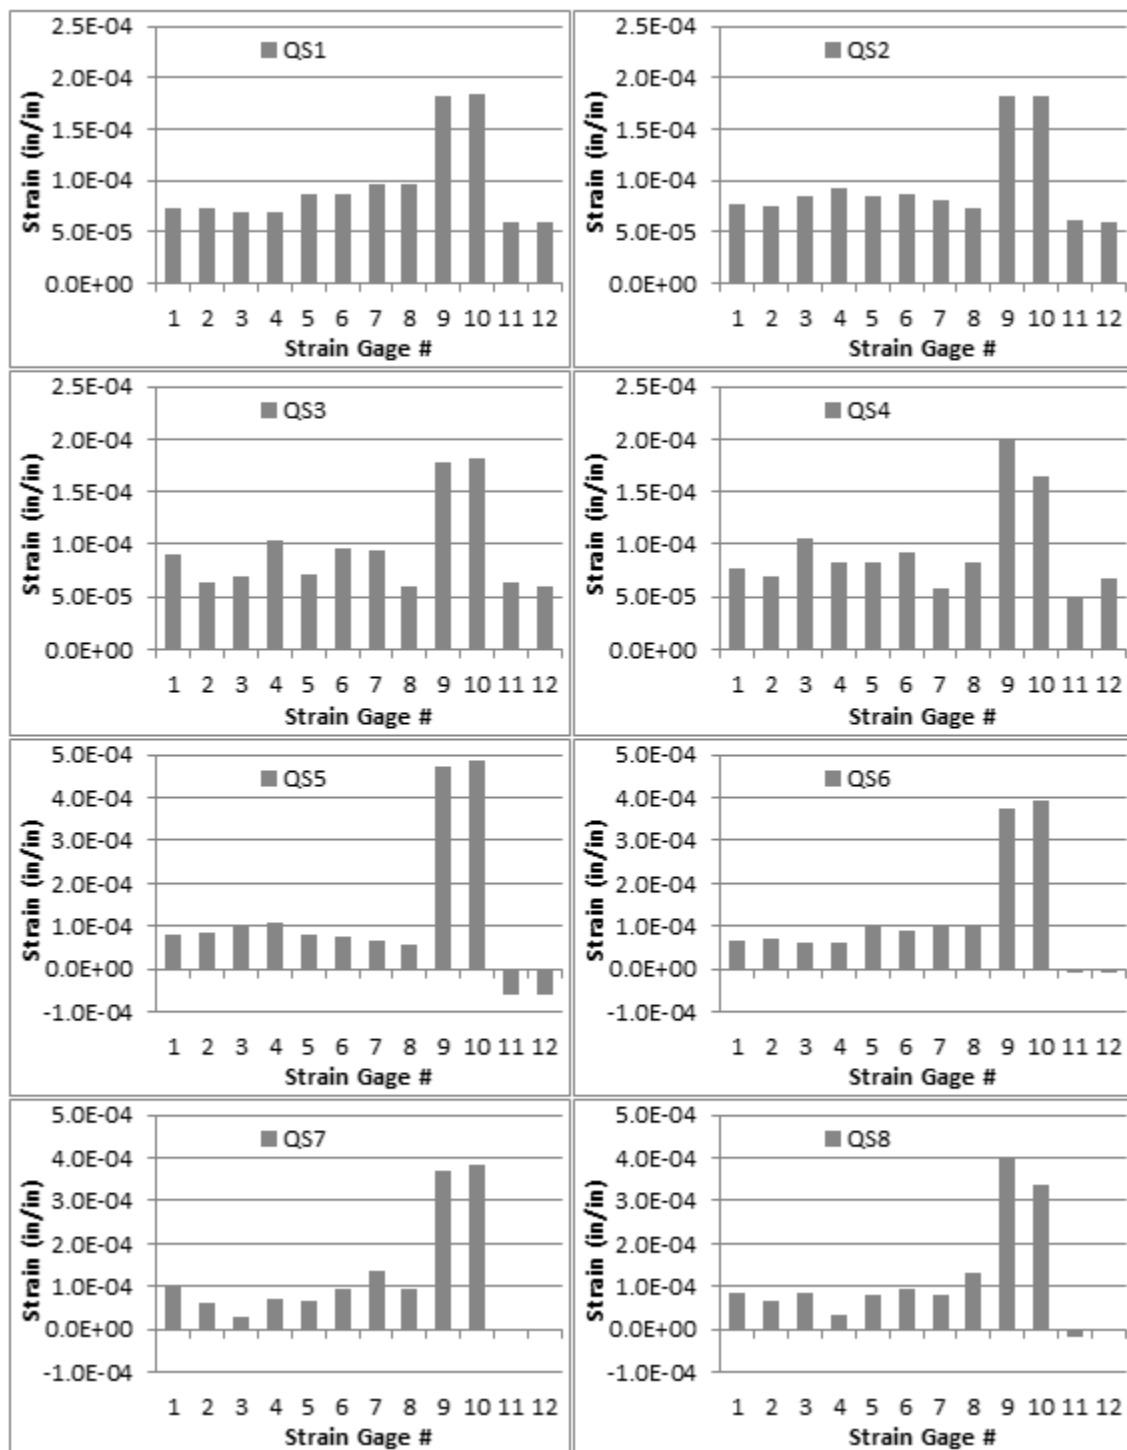 2.5E-04
2.0E-04
1.5E-04
1.0E-04
5.0E-05
0.0E+00
Strain (in/in)
QS1
1 2 3 4 5 6 7 8 9 10 11 12
Strain Gage #
2.5E-04
2.0E-04
1.5E-04
1.0E-04
5.0E-05
0.0E+00
Strain (in/in)
QS2
1 2 3 4 5 6 7 8 9 10 11 12
Strain Gage #
2.5E-04
2.0E-04
1.5E-04
1.0E-04
5.0E-05
0.0E+00
Strain (in/in)
QS3
1 2 3 4 5 6 7 8 9 10 11 12
Strain Gage #
2.5E-04
2.0E-04
1.5E-04
1.0E-04
5.0E-05
0.0E+00
Strain (in/in)
QS4
1 2 3 4 5 6 7 8 9 10 11 12
Strain Gage #
5.0E-04
4.0E-04
3.0E-04
2.0E-04
1.0E-04
0.0E+00
-1.0E-04
Strain (in/in)
QS5
1 2 3 4 5 6 7 8 9 10 11 12
Strain Gage #
5.0E-04
4.0E-04
3.0E-04
2.0E-04
1.0E-04
0.0E+00
-1.0E-04
Strain (in/in)
QS6
1 2 3 4 5 6 7 8 9 10 11 12
Strain Gage #
5.0E-04
4.0E-04
3.0E-04
2.0E-04
1.0E-04
0.0E+00
-1.0E-04
Strain (in/in)
QS7
1 2 3 4 5 6 7 8 9 10 11 12
Strain Gage #
5.0E-04
4.0E-04
3.0E-04
2.0E-04
1.0E-04
0.0E+00
-1.0E-04
Strain (in/in)
QS8
1 2 3 4 5 6 7 8 9 10 11 12
Strain Gage #